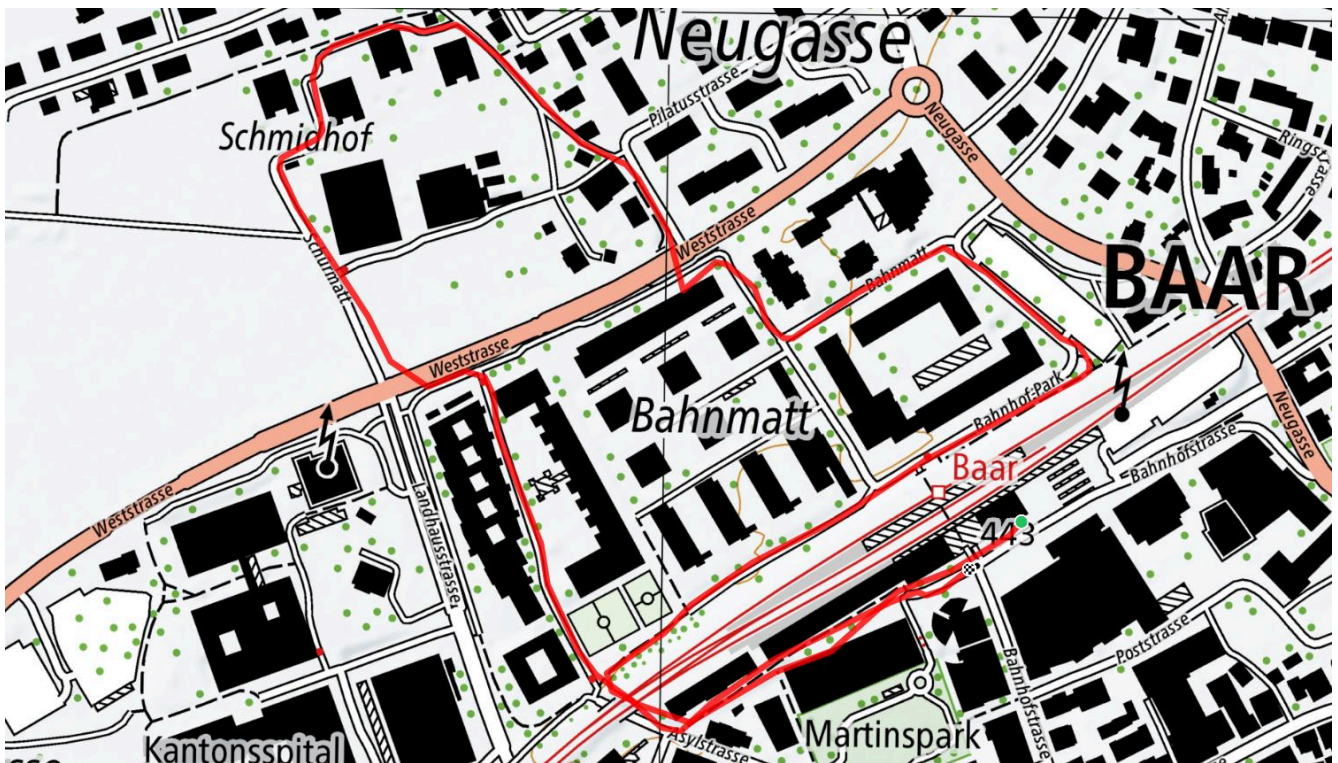 Neugasse
Pilatusstrasse
Neugasse
Ringstrasse
Schmidhof
Weststrasse
Schürmatt
Bahnmatt
BAAR
Weststrasse
Bahnmatt
Bahnhof-Park
Neugasse
Baar
Bahnhofstrasse
Weststrasse
Landhausstrasse
443
Poststrasse
Bahnhofstrasse
Asylstrasse
Martinspark
Kantonsspital